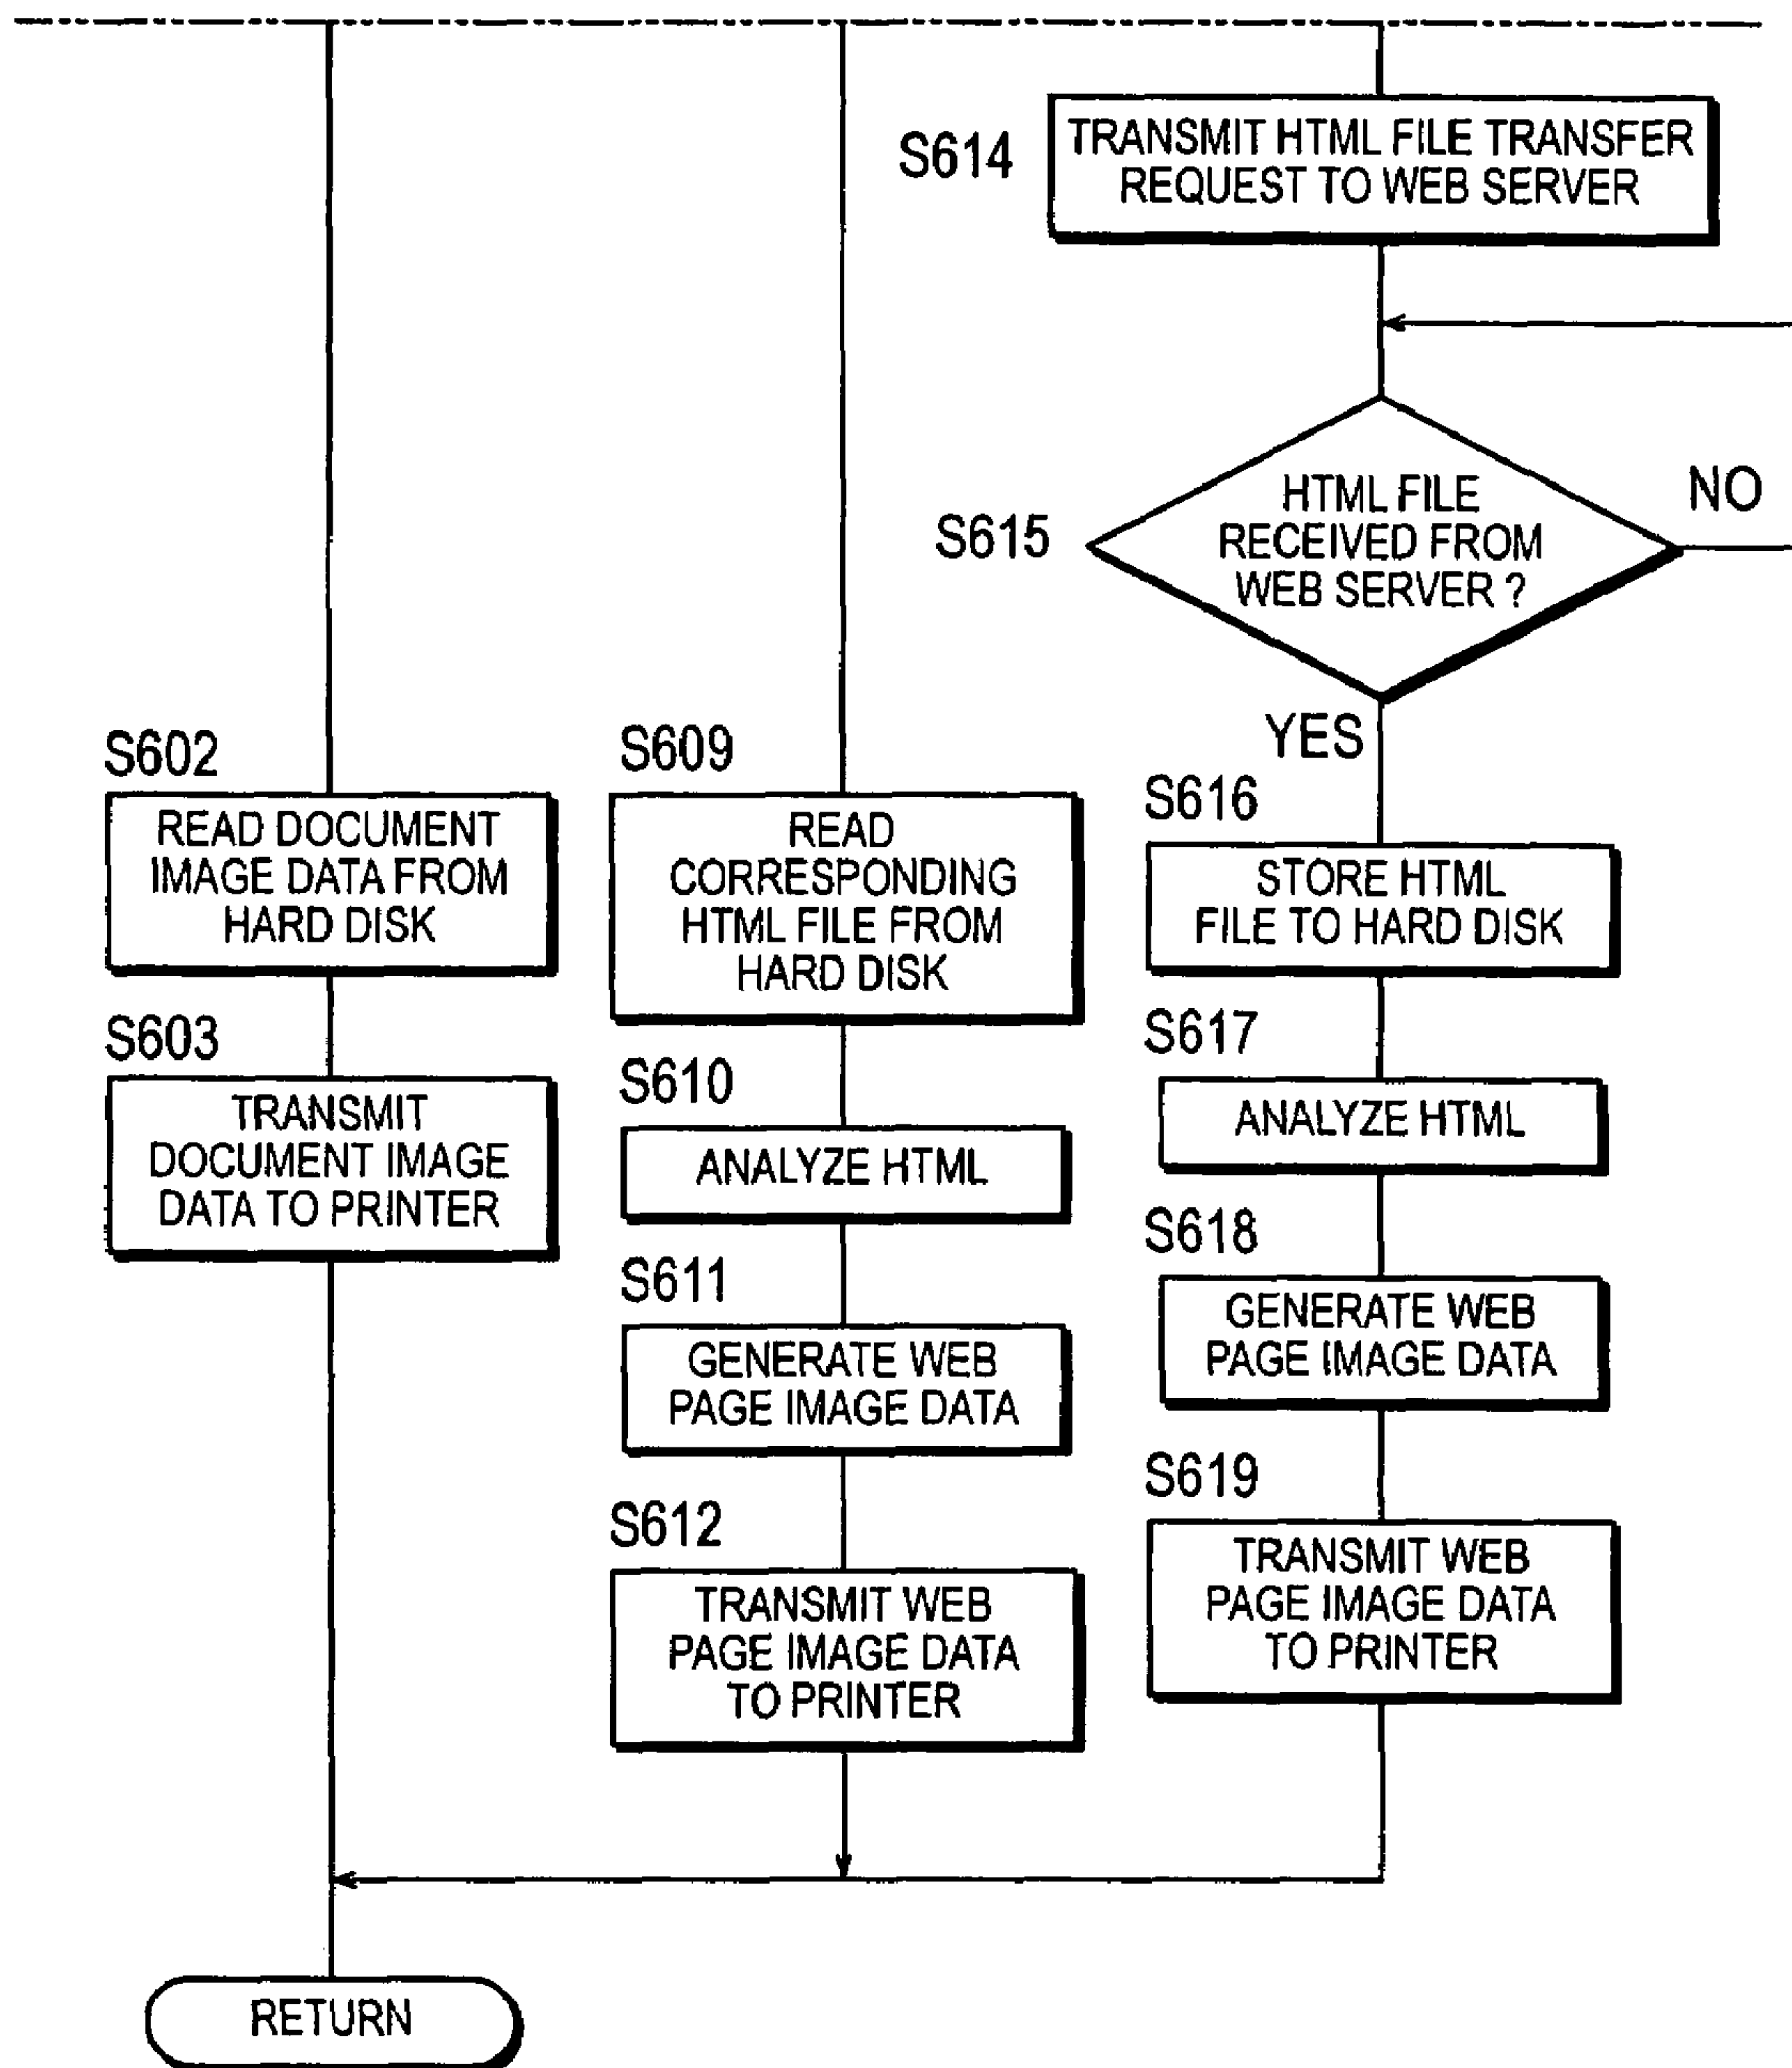 S614
TRANSMIT HTML FILE TRANSFER
REQUEST TO WEB SERVER
S615
HTML FILE
RECEIVED FROM
WEB SERVER ?
NO
YES
S602
READ DOCUMENT
IMAGE DATA FROM
HARD DISK
S603
TRANSMIT
DOCUMENT IMAGE
DATA TO PRINTER
S609
READ
CORRESPONDING
HTML FILE FROM
HARD DISK
S610
ANALYZE HTML
S611
GENERATE WEB
PAGE IMAGE DATA
S612
TRANSMIT WEB
PAGE IMAGE DATA
TO PRINTER
S616
STORE HTML
FILE TO HARD DISK
S617
ANALYZE HTML
S618
GENERATE WEB
PAGE IMAGE DATA
S619
TRANSMIT WEB
PAGE IMAGE DATA
TO PRINTER
RETURN